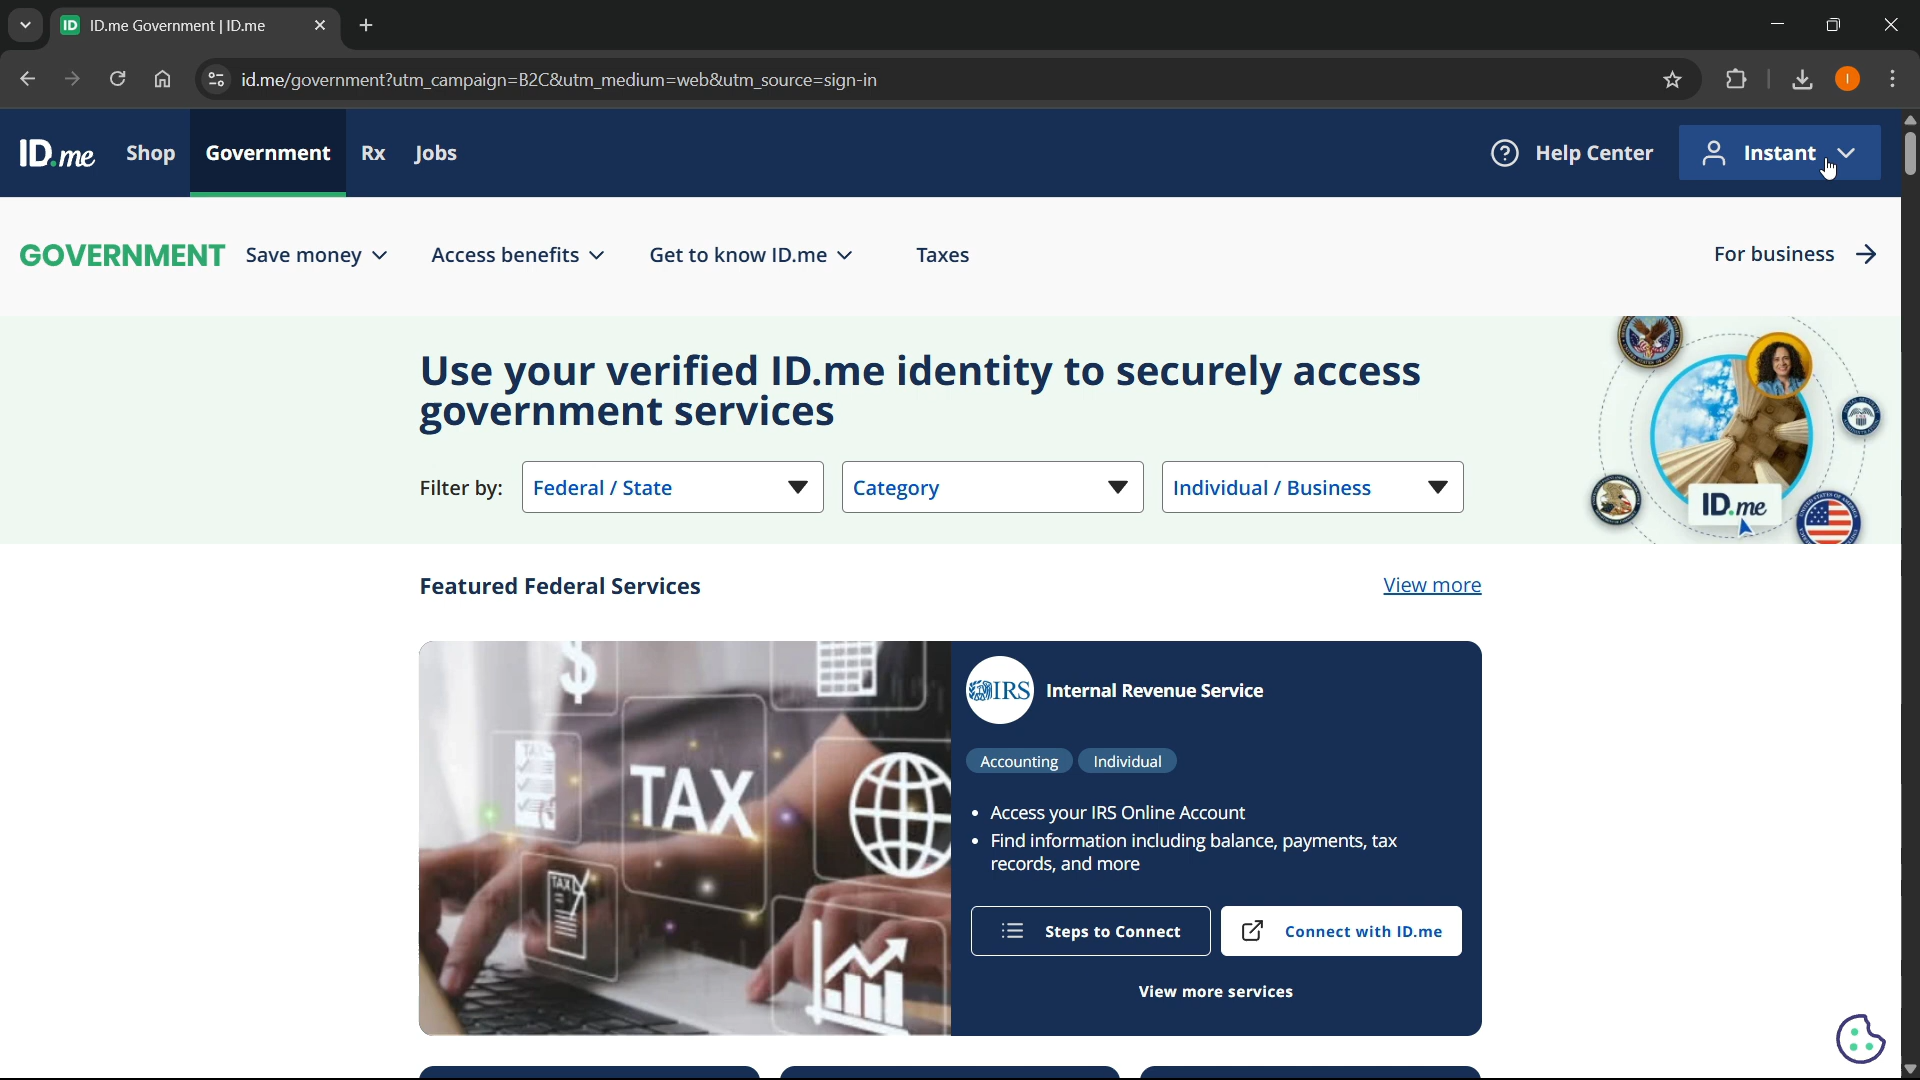 ID.me Government | ID.me
id.me/government?utm_campaign=B2C&utm_medium=web&utm_source=sign-in
I
ID.me Shop Government Rx Jobs
Help Center
Instant
GOVERNMENT Save money Access benefits Get to know ID.me Taxes
For business
Use your verified ID.me identity to securely access
government services
Filter by: Federal / State Category Individual / Business
ID.me
Featured Federal Services
View more
$
TAX
TAX
TAX
IRS Internal Revenue Service
Accounting Individual
• Access your IRS Online Account
• Find information including balance, payments, tax
records, and more
Steps to Connect
Connect with ID.me
View more services